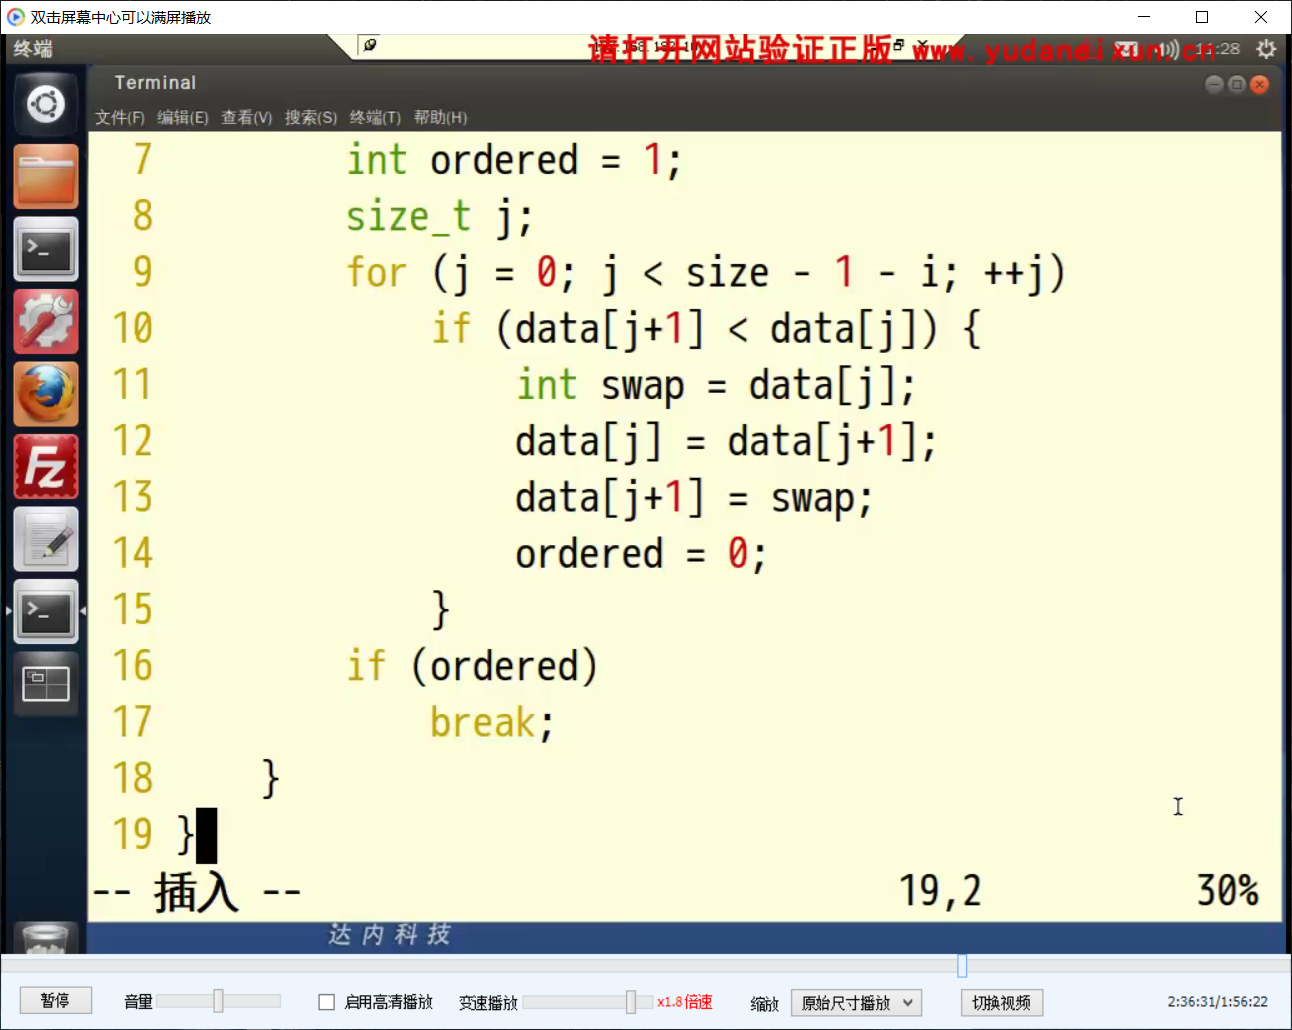 双击屏幕中心可以满屏播放
终端
请打开网站验证正版 www.yudaneixun.cn
Terminal
文件(F) 编辑(E) 查看(V) 搜索(S) 终端(T) 帮助(H)
7 int ordered = 1;
8 size_t j;
9 for (j = 0; j < size - 1 - i; ++j)
10 if (data[j+1] < data[j]) {
11 int swap = data[j];
12 data[j] = data[j+1];
13 data[j+1] = swap;
14 ordered = 0;
15 }
16 if (ordered)
17 break;
18 }
19 }
-- 插入 -- 19,2 30%
达内科技
暂停 音量 启用高清播放 变速播放 x1.8倍速 缩放 原始尺寸播放 切换视频 2:36:31/1:56:22